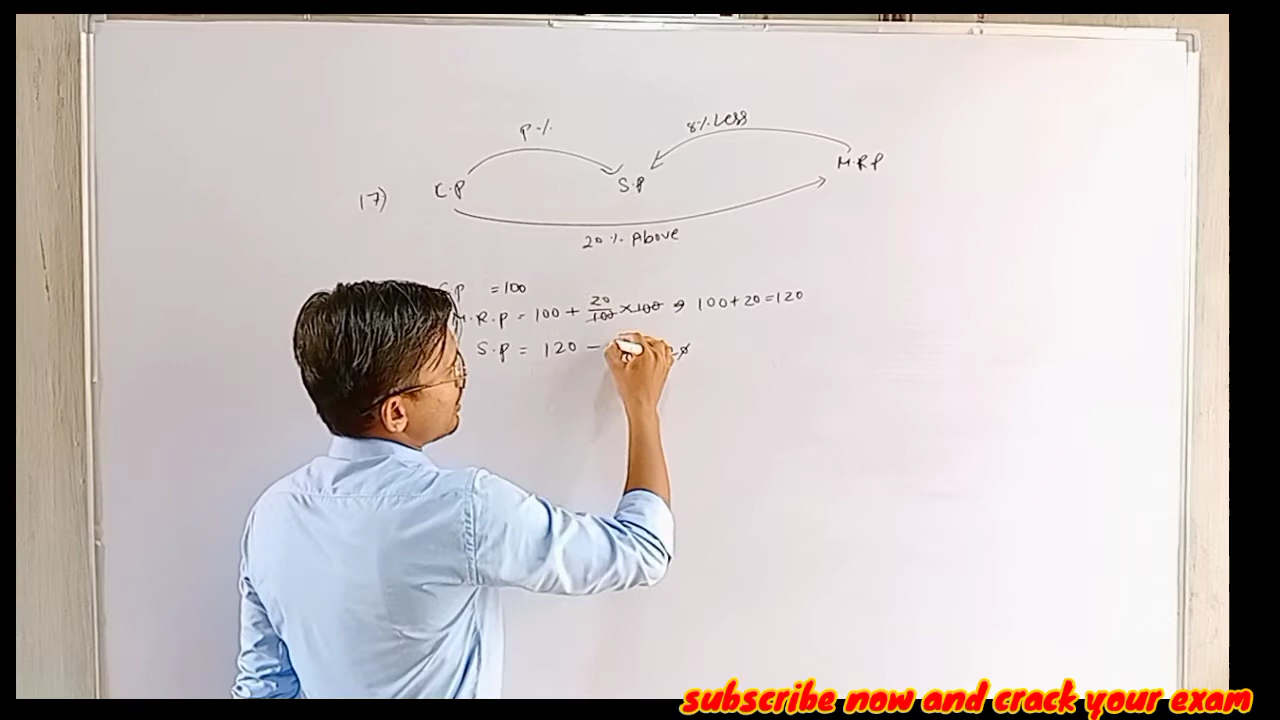 P.%
8% Less
17) C.P S.P M.R.P
20% Above
C.P = 100
M.R.P = 100 + 20/100 × 100 ⇒ 100+20=120
S.P = 120 −
subscribe now and crack your exam